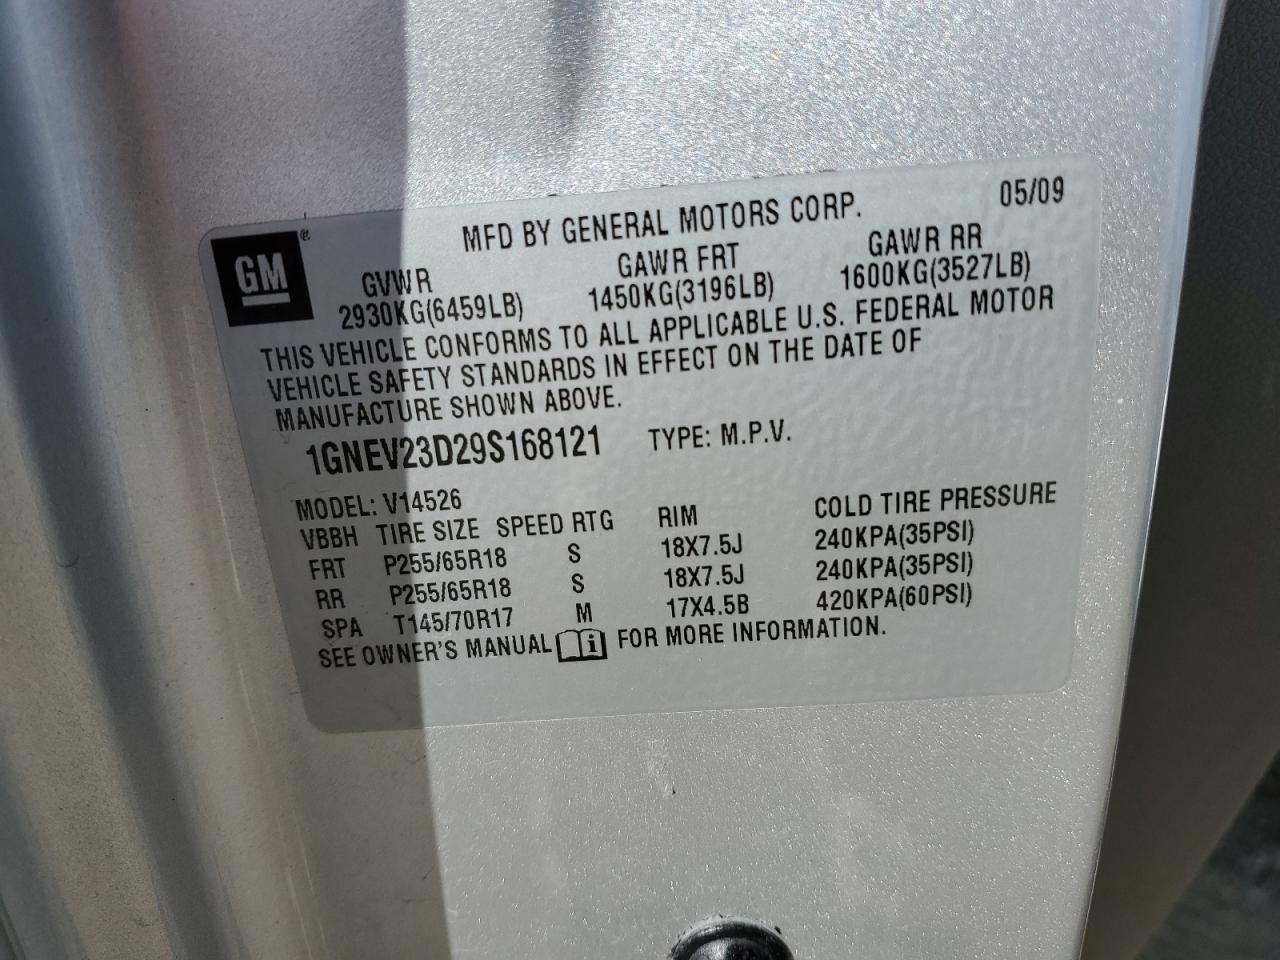 05/09
MFD BY GENERAL MOTORS CORP.
GM®
GVWR GAWR FRT GAWR RR
2930KG(6459LB) 1450KG(3196LB) 1600KG(3527LB)
THIS VEHICLE CONFORMS TO ALL APPLICABLE U.S. FEDERAL MOTOR
VEHICLE SAFETY STANDARDS IN EFFECT ON THE DATE OF
MANUFACTURE SHOWN ABOVE.
1GNEV23D29S168121 TYPE: M.P.V.
MODEL: V14526
VBBH TIRE SIZE SPEED RTG RIM COLD TIRE PRESSURE
FRT P255/65R18 S 18X7.5J 240KPA(35PSI)
RR P255/65R18 S 18X7.5J 240KPA(35PSI)
SPA T145/70R17 M 17X4.5B 420KPA(60PSI)
SEE OWNER'S MANUAL i FOR MORE INFORMATION.